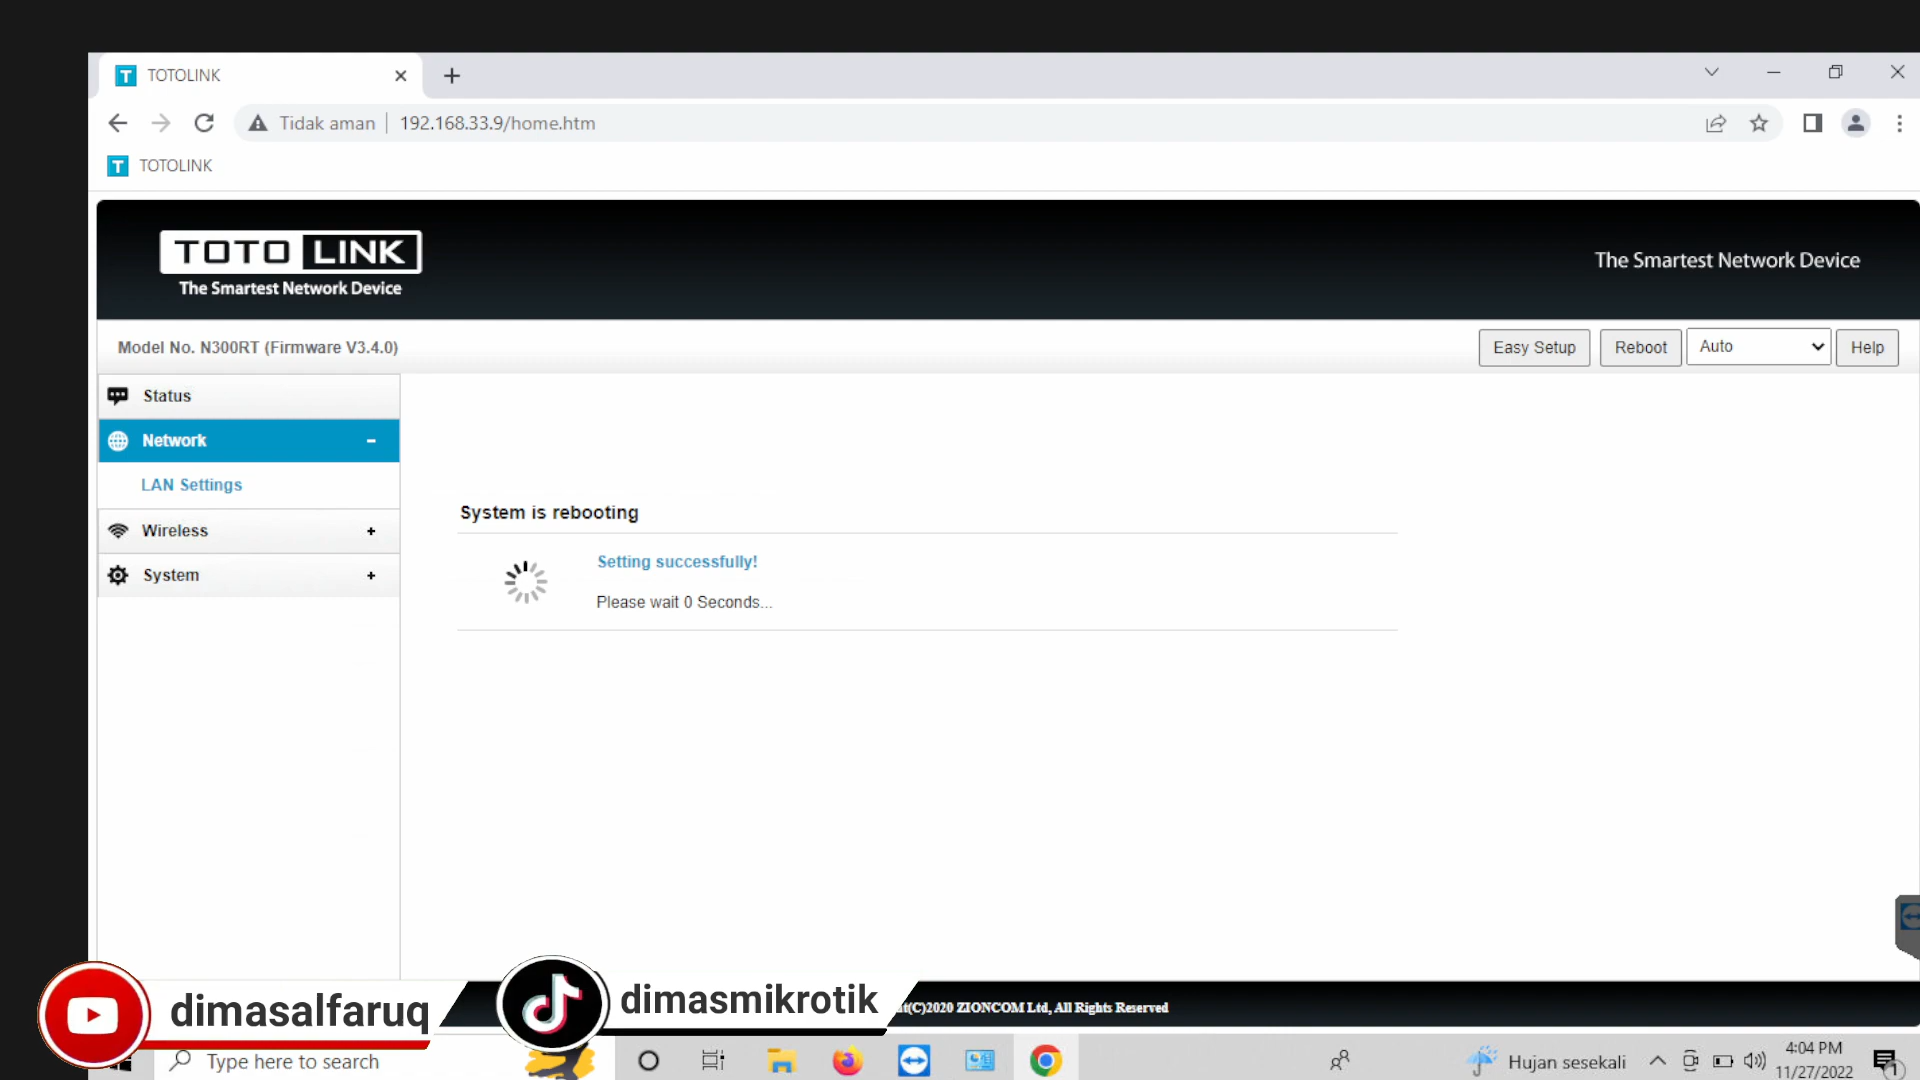 TOTOLINK
Tidak aman
192.168.33.9/home.htm
TOTOLINK
TOTO LINK
The Smartest Network Device
The Smartest Network Device
Model No. N300RT (Firmware V3.4.0)
Easy Setup
Reboot
Auto
Help
Status
Network
LAN Settings
Wireless
System
System is rebooting
Setting successfully!
Please wait 0 Seconds...
(C)2020 ZIONCOM Ltd, All Rights Reserved
dimasalfaruq
dimasmikrotik
Type here to search
Hujan sesekali
4:04 PM
11/27/2022
1